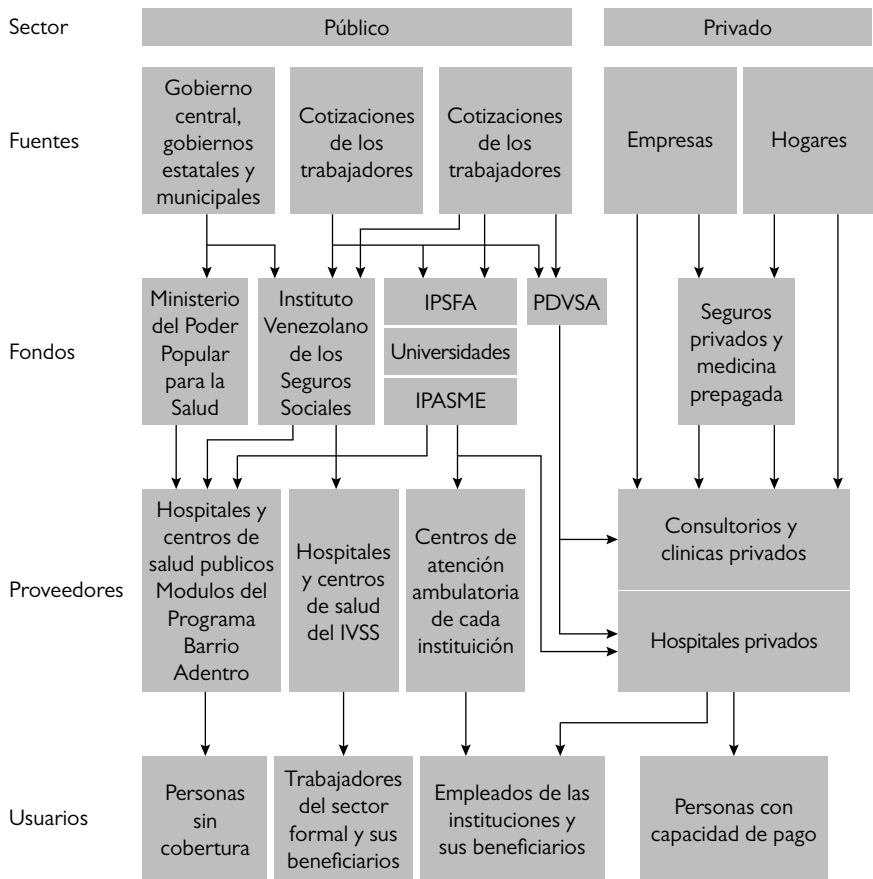 Sector
Público
Privado
Fuentes
Gobierno
central,
gobiernos
estatales y
municipales
Cotizaciones
de los
trabajadores
Cotizaciones
de los
trabajadores
Empresas
Hogares
Fondos
Ministerio
del Poder
Popular
para la
Salud
Instituto
Venezolano
de los
Seguros
Sociales
IPSFA
Universidades
IPASME
PDVSA
Seguros
privados y
medicina
prepagada
Proveedores
Hospitales y
centros de
salud publicos
Modulos del
Programa
Barrio
Adentro
Hospitales
y centros
de salud
del IVSS
Centros de
atención
ambulatoria
de cada
instituición
Consultorios y
clinicas privados
Hospitales privados
Usuarios
Personas
sin
cobertura
Trabajadores
del sector
formal y sus
beneficiarios
Empleados de las
instituciones y
sus beneficiarios
Personas con
capacidad de pago